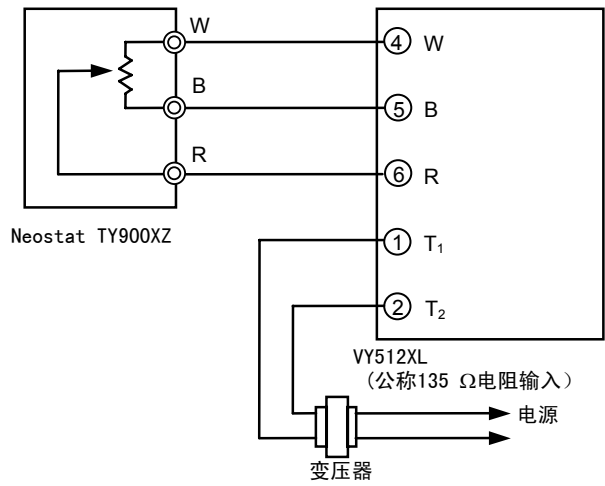 W
④ W
B
⑤ B
R
⑥ R
Neostat TY900XZ
① T₁
② T₂
VY512XL
（公称135 Ω电阻输入）
电源
变压器